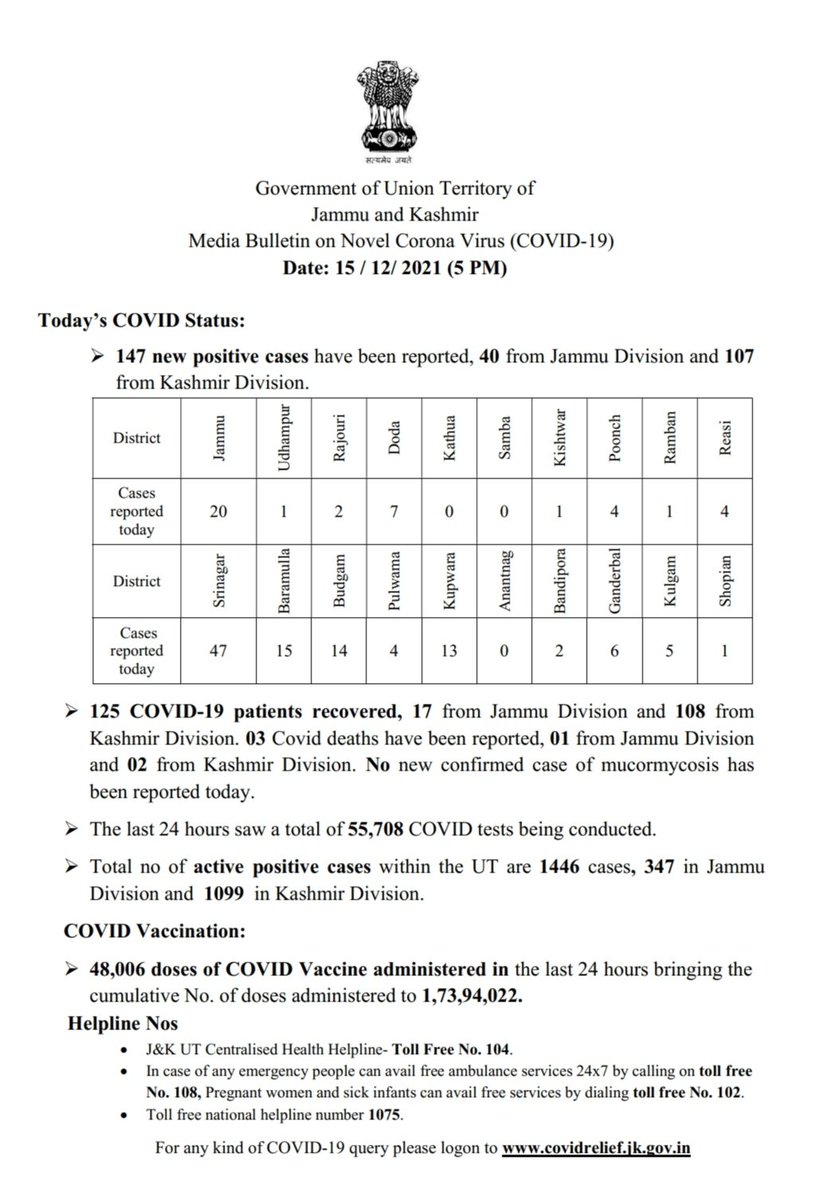 सत्यमेव जयते
Government of Union Territory of
Jammu and Kashmir
Media Bulletin on Novel Corona Virus (COVID-19)
Date: 15 / 12/ 2021 (5 PM)
Today's COVID Status:
➢ 147 new positive cases have been reported, 40 from Jammu Division and 107
from Kashmir Division.
District Jammu Udhampur Rajouri Doda Kathua Samba Kishtwar Poonch Ramban Reasi
Cases
reported
today 20 1 2 7 0 0 1 4 1 4
District Srinagar Baramulla Budgam Pulwama Kupwara Anantnag Bandipora Ganderbal Kulgam Shopian
Cases
reported
today 47 15 14 4 13 0 2 6 5 1
➢ 125 COVID-19 patients recovered, 17 from Jammu Division and 108 from
Kashmir Division. 03 Covid deaths have been reported, 01 from Jammu Division
and 02 from Kashmir Division. No new confirmed case of mucormycosis has
been reported today.
➢ The last 24 hours saw a total of 55,708 COVID tests being conducted.
➢ Total no of active positive cases within the UT are 1446 cases, 347 in Jammu
Division and 1099 in Kashmir Division.
COVID Vaccination:
➢ 48,006 doses of COVID Vaccine administered in the last 24 hours bringing the
cumulative No. of doses administered to 1,73,94,022.
Helpline Nos
• J&K UT Centralised Health Helpline- Toll Free No. 104.
• In case of any emergency people can avail free ambulance services 24x7 by calling on toll free
No. 108, Pregnant women and sick infants can avail free services by dialing toll free No. 102.
• Toll free national helpline number 1075.
For any kind of COVID-19 query please logon to www.covidrelief.jk.gov.in